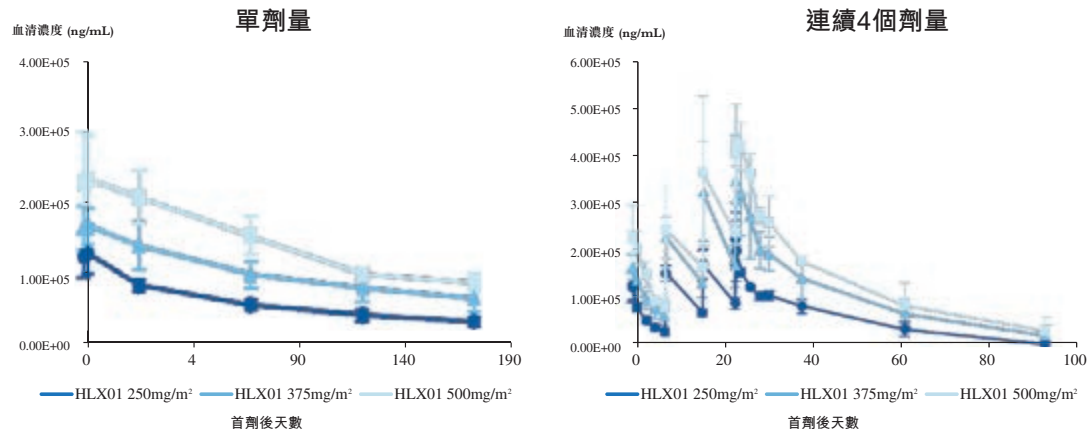 單劑量
血清濃度 (ng/mL)
4.00E+05
3.00E+05
2.00E+05
1.00E+05
0.00E+00
0 4 90 140 190
HLX01 250mg/m² HLX01 375mg/m² HLX01 500mg/m²
首劑後天數
連續4個劑量
血清濃度 (ng/mL)
6.00E+05
5.00E+05
4.00E+05
3.00E+05
2.00E+05
1.00E+05
0.00E+00
0 20 40 60 80 100
HLX01 250mg/m² HLX01 375mg/m² HLX01 500mg/m²
首劑後天數